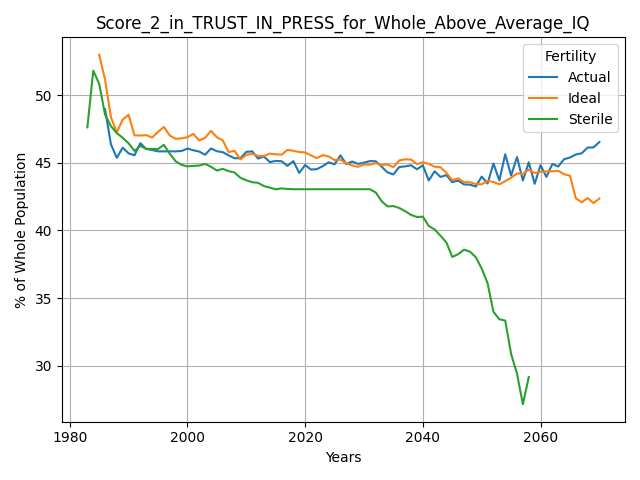 Score_2_in_TRUST_IN_PRESS_for_Whole_Above_Average_IQ
Fertility
Actual
Ideal
Sterile
% of Whole Population
50
45
40
35
30
1980
2000
2020
2040
2060
Years